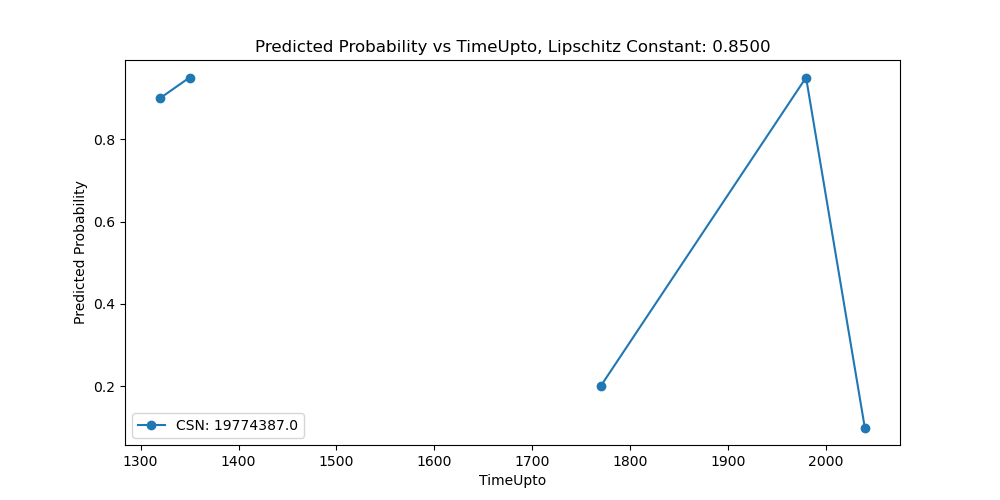 Predicted Probability vs TimeUpto, Lipschitz Constant: 0.8500
Predicted Probability
0.8
0.6
0.4
0.2
CSN: 19774387.0
1300 1400 1500 1600 1700 1800 1900 2000
TimeUpto